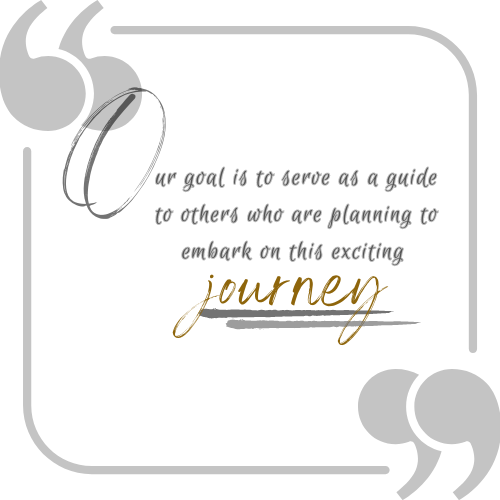 Our goal is to serve as a guide
to others who are planning to
embark on this exciting
journey